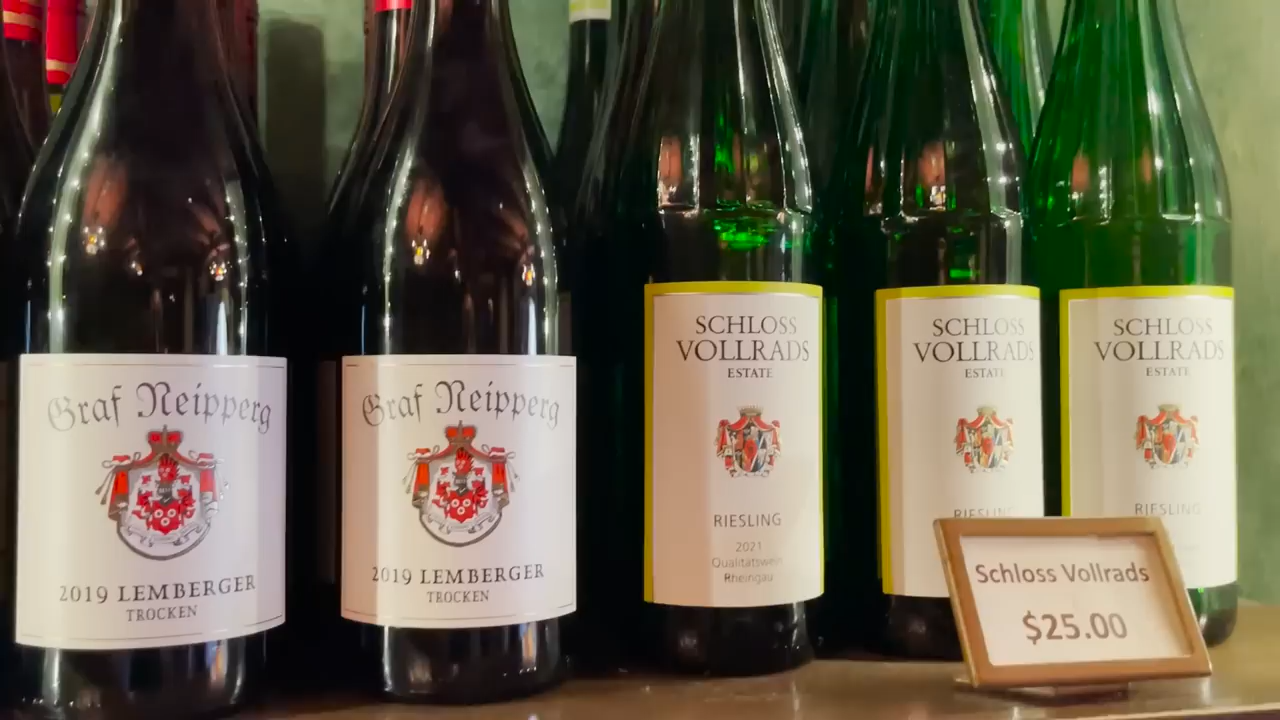 Graf Neipperg
2019 LEMBERGER
TROCKEN
Graf Neipperg
2019 LEMBERGER
TROCKEN
SCHLOSS
VOLLRADS
ESTATE
RIESLING
2021
Qualitätswein
Rheingau
SCHLOSS
VOLLRADS
ESTATE
RIESLING
SCHLOSS
VOLLRADS
ESTATE
RIESLING
Schloss Vollrads
$25.00